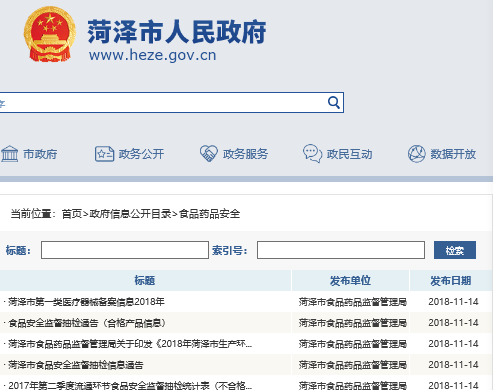 菏泽市人民政府
www.heze.gov.cn
字
市政府 政务公开 政务服务 政民互动 数据开放
当前位置：首页>政府信息公开目录>食品药品安全
标题： 索引号： 检索
标题 发布单位 发布日期
· 菏泽市第一类医疗器械备案信息2018年 菏泽市食品药品监督管理局 2018-11-14
· 食品安全监督抽检通告（合格产品信息） 菏泽市食品药品监督管理局 2018-11-14
· 菏泽市食品药品监督管理局关于印发《2018年菏泽市生产环... 菏泽市食品药品监督管理局 2018-11-14
· 菏泽市食品安全监督抽检信息通告 菏泽市食品药品监督管理局 2018-11-14
· 2017年第二季度流通环节食品安全监督抽检统计表（不合格... 菏泽市食品药品监督管理局 2018-11-14